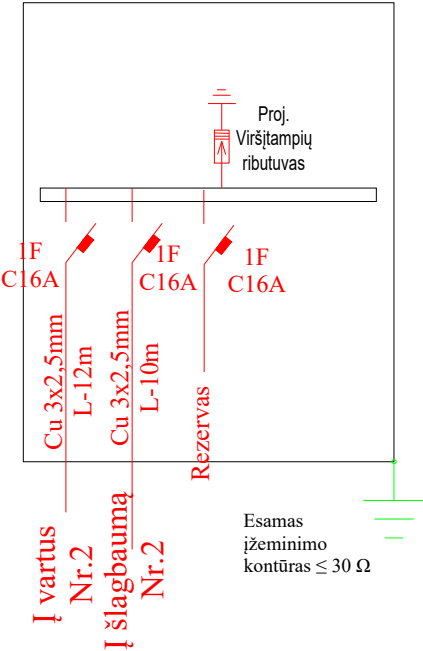 Proj.
Viršįtampių
ributuvas
1F
C16A
1F
C16A
1F
C16A
Cu 3x2,5mm
L-12m
Cu 3x2,5mm
L-10m
Rezervas
Į vartus
Nr.2
Į šlagbaumą
Nr.2
Esamas
įžeminimo
kontūras ≤ 30 Ω